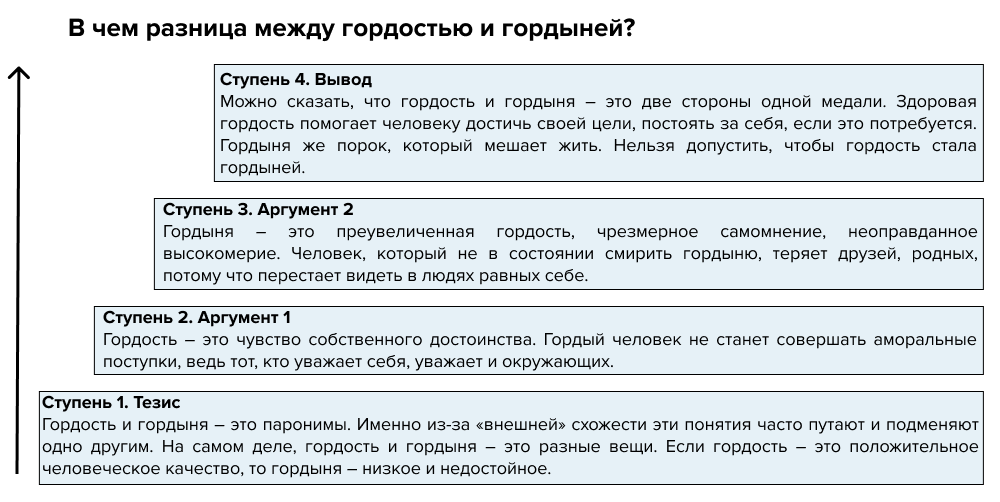 В чем разница между гордостью и гордыней?
Ступень 4. Вывод
Можно сказать, что гордость и гордыня – это две стороны одной медали. Здоровая
гордость помогает человеку достичь своей цели, постоять за себя, если это потребуется.
Гордыня же порок, который мешает жить. Нельзя допустить, чтобы гордость стала
гордыней.
Ступень 3. Аргумент 2
Гордыня – это преувеличенная гордость, чрезмерное самомнение, неоправданное
высокомерие. Человек, который не в состоянии смирить гордыню, теряет друзей, родных,
потому что перестает видеть в людях равных себе.
Ступень 2. Аргумент 1
Гордость – это чувство собственного достоинства. Гордый человек не станет совершать аморальные
поступки, ведь тот, кто уважает себя, уважает и окружающих.
Ступень 1. Тезис
Гордость и гордыня – это паронимы. Именно из-за «внешней» схожести эти понятия часто путают и подменяют
одно другим. На самом деле, гордость и гордыня – это разные вещи. Если гордость – это положительное
человеческое качество, то гордыня – низкое и недостойное.